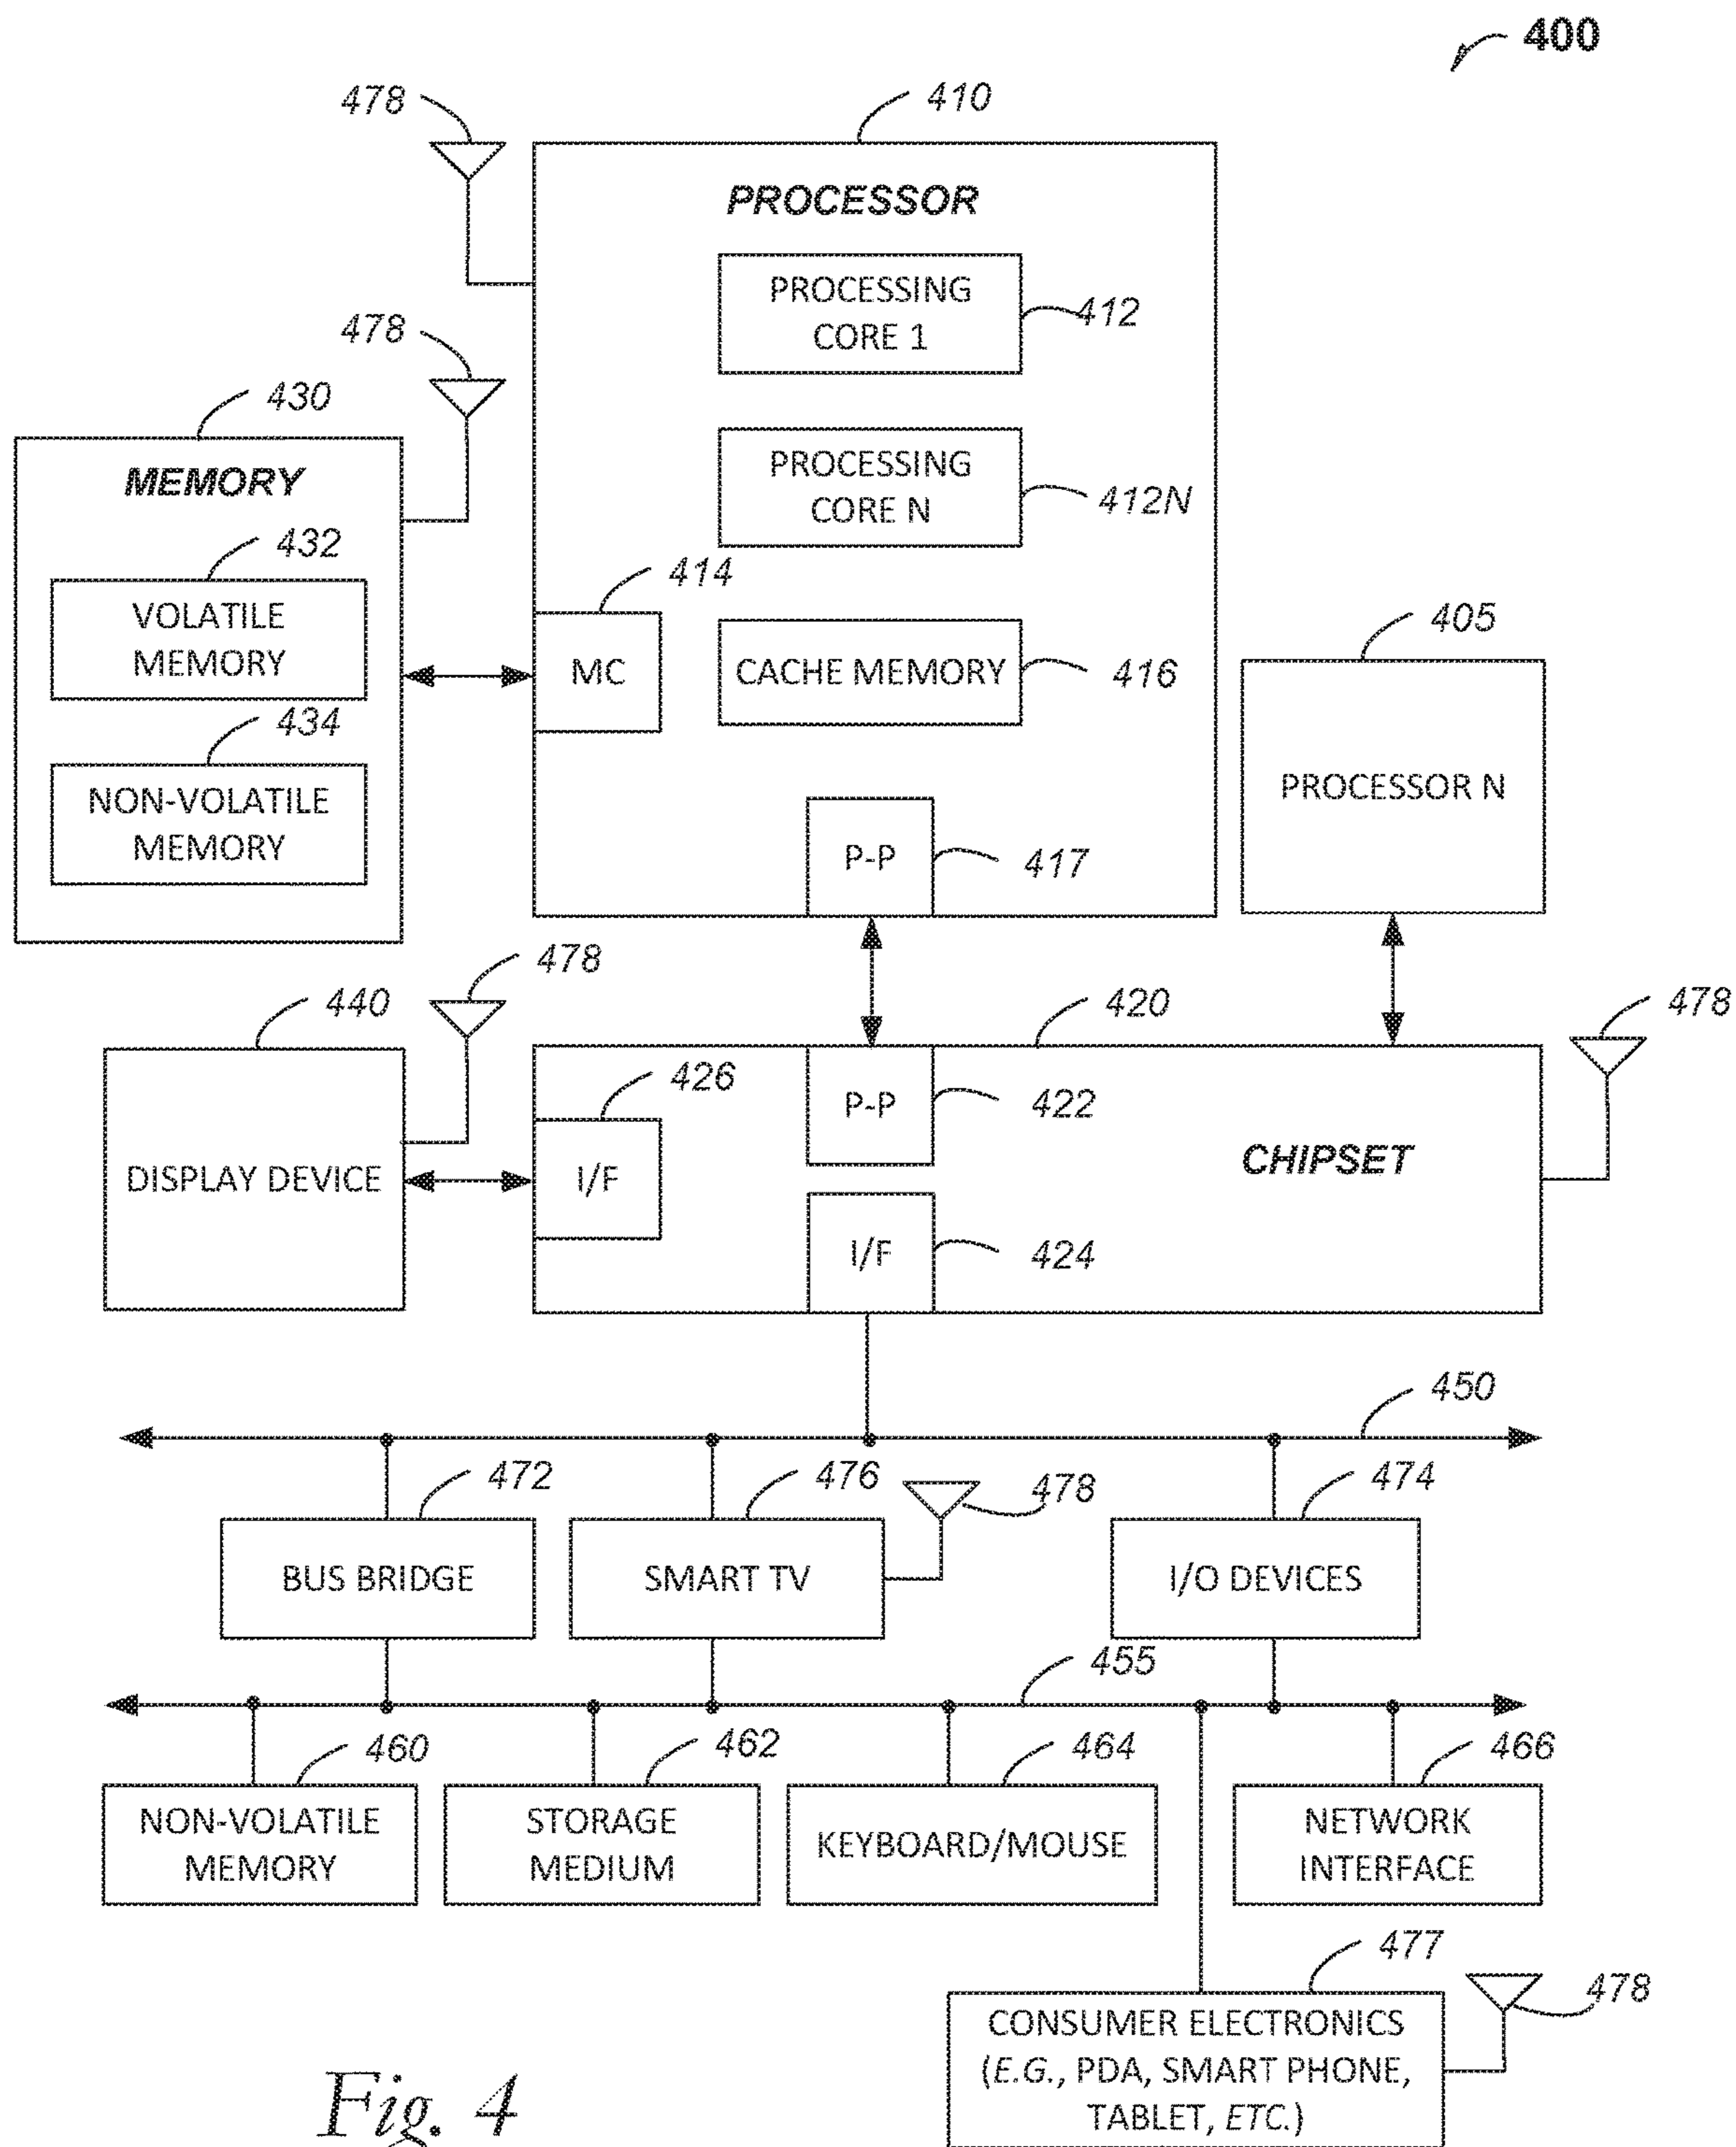 400
478
410
PROCESSOR
PROCESSING
CORE 1
412
478
430
MEMORY
PROCESSING
CORE N
412N
432
VOLATILE
MEMORY
414
MC
CACHE MEMORY
416
405
PROCESSOR N
434
NON-VOLATILE
MEMORY
P-P
417
478
440
DISPLAY DEVICE
420
478
426
I/F
P-P
422
CHIPSET
I/F
424
450
472
BUS BRIDGE
476
SMART TV
478
474
I/O DEVICES
455
460
NON-VOLATILE
MEMORY
462
STORAGE
MEDIUM
464
KEYBOARD/MOUSE
466
NETWORK
INTERFACE
477
CONSUMER ELECTRONICS
(E.G., PDA, SMART PHONE,
TABLET, ETC.)
478
Fig. 4